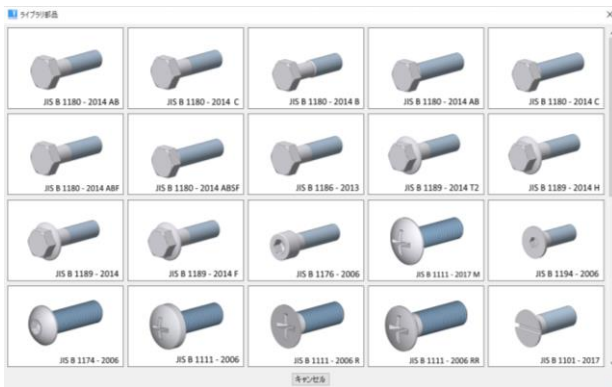 ライブラリ部品
JIS B 1180 - 2014 AB
JIS B 1180 - 2014 C
JIS B 1180 - 2014 B
JIS B 1180 - 2014 AB
JIS B 1180 - 2014 C
JIS B 1180 - 2014 ABF
JIS B 1180 - 2014 ABSF
JIS B 1186 - 2013
JIS B 1189 - 2014 T2
JIS B 1189 - 2014 H
JIS B 1189 - 2014
JIS B 1189 - 2014 F
JIS B 1176 - 2006
JIS B 1111 - 2017 M
JIS B 1194 - 2006
JIS B 1174 - 2006
JIS B 1111 - 2006
JIS B 1111 - 2006 R
JIS B 1111 - 2006 RR
JIS B 1101 - 2017
キャンセル